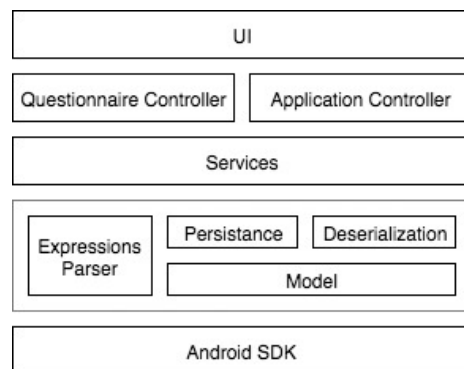 UI
Questionnaire Controller
Application Controller
Services
Expressions
Parser
Persistance
Deserialization
Model
Android SDK